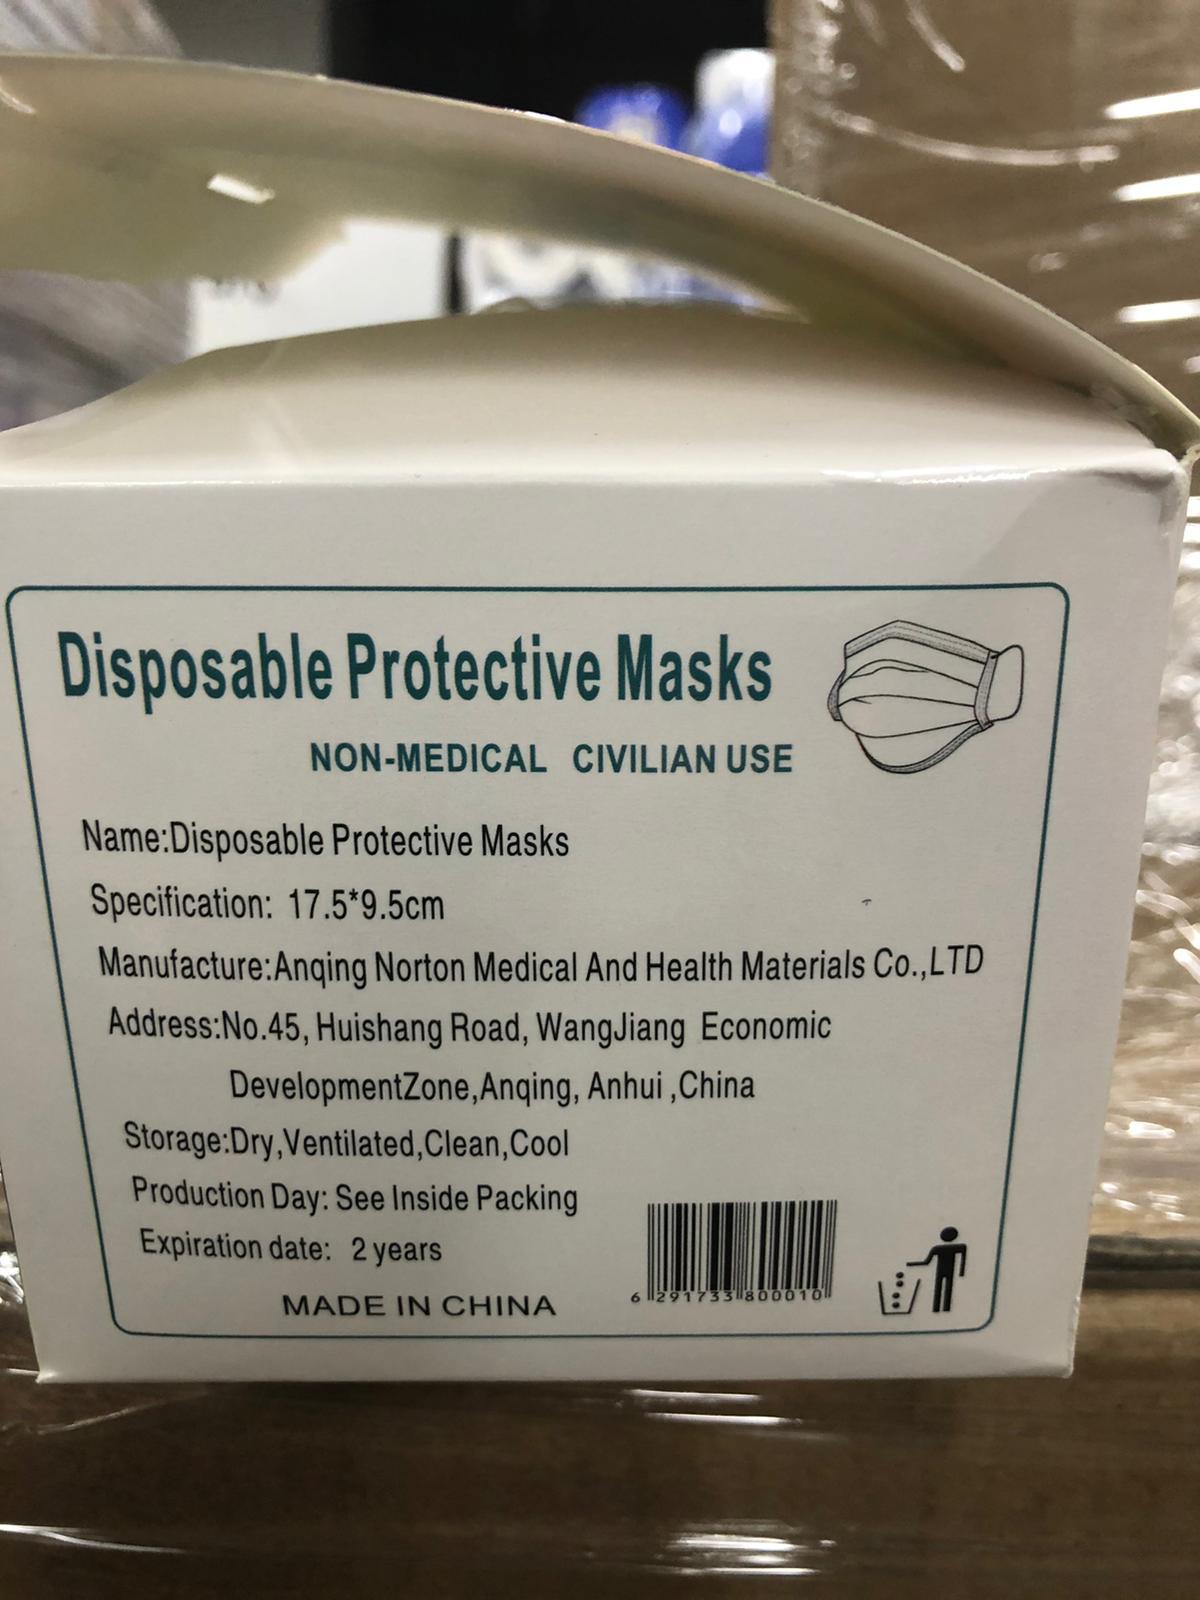 Disposable Protective Masks
NON-MEDICAL CIVILIAN USE
Name:Disposable Protective Masks
Specification: 17.5*9.5cm
Manufacture:Anqing Norton Medical And Health Materials Co.,LTD
Address:No.45, Huishang Road, WangJiang Economic
DevelopmentZone,Anqing, Anhui ,China
Storage:Dry,Ventilated,Clean,Cool
Production Day: See Inside Packing
Expiration date: 2 years
MADE IN CHINA
6 291733 800010